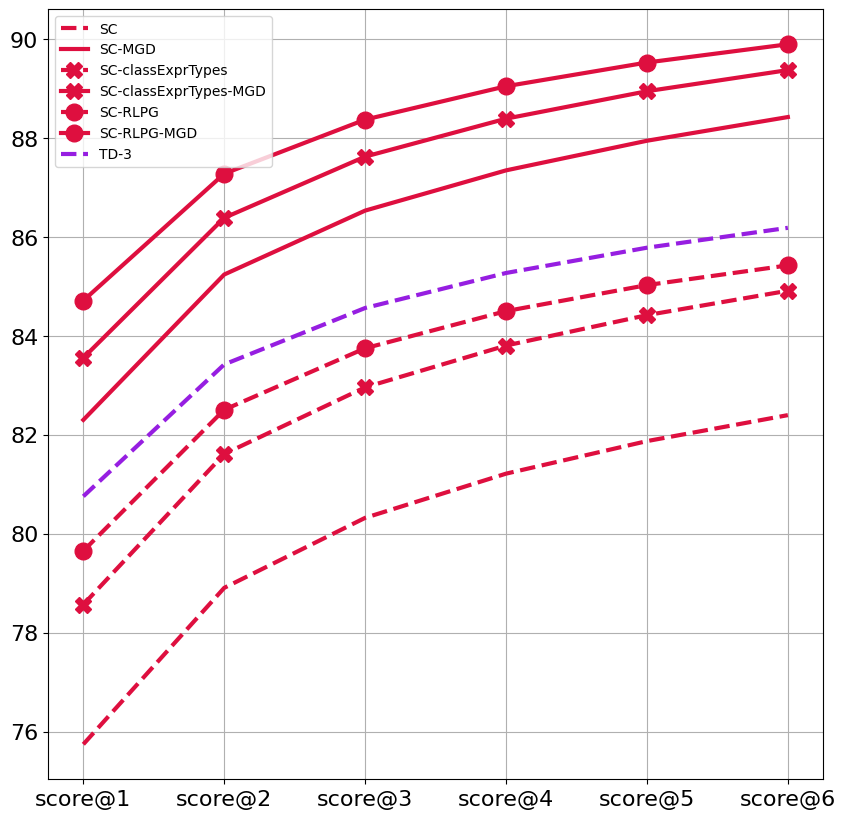 SC
SC-MGD
SC-classExprTypes
SC-classExprTypes-MGD
SC-RLPG
SC-RLPG-MGD
TD-3
90
88
86
84
82
80
78
76
score@1 score@2 score@3 score@4 score@5 score@6